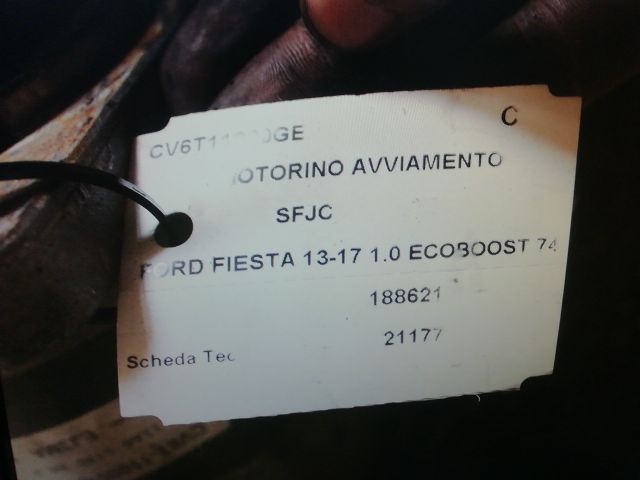 C
MOTORINO AVVIAMENTO
SFJC
FORD FIESTA 13-17 1.0 ECOBOOST 74
188621
21177
Scheda Tec